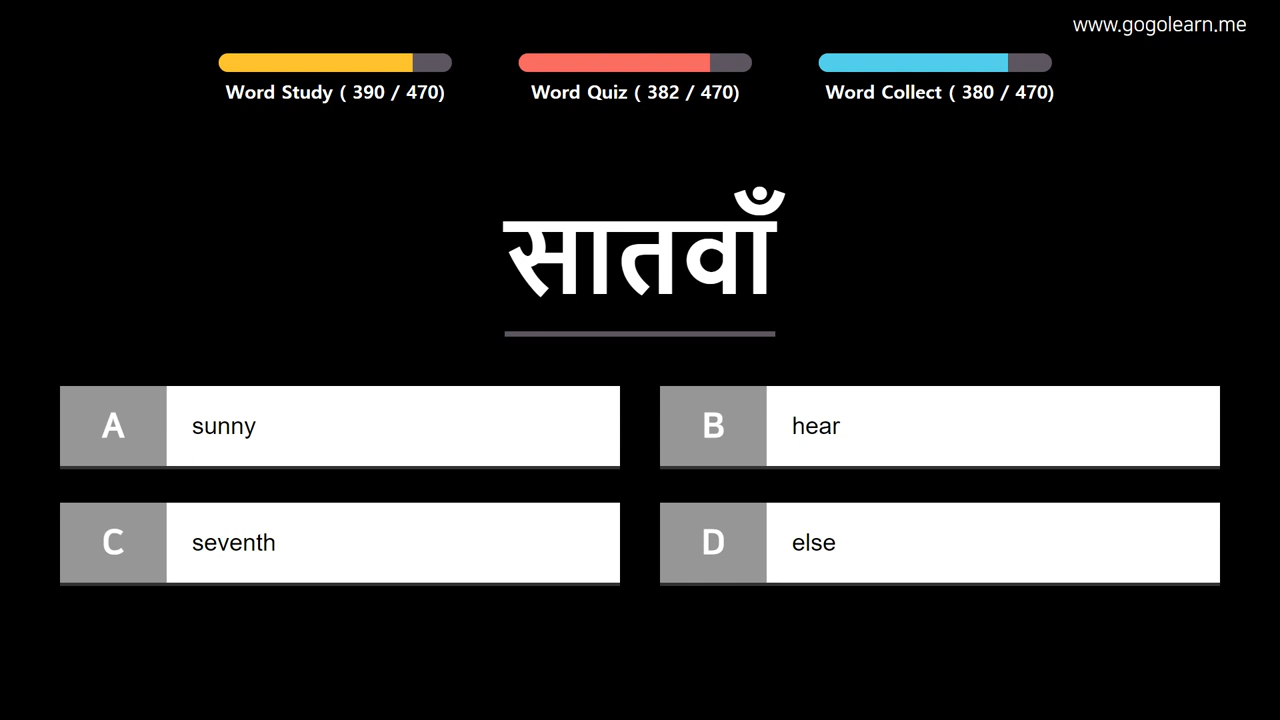 www.gogolearn.me
Word Study ( 390 / 470)
Word Quiz ( 382 / 470)
Word Collect ( 380 / 470)
सातवाँ
A sunny
B hear
C seventh
D else